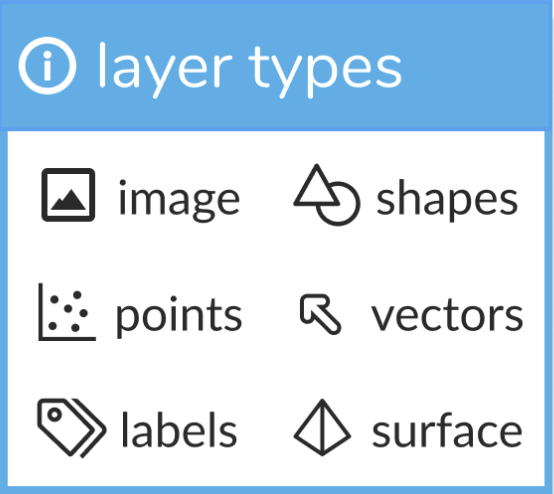 layer types
image shapes
points vectors
labels surface